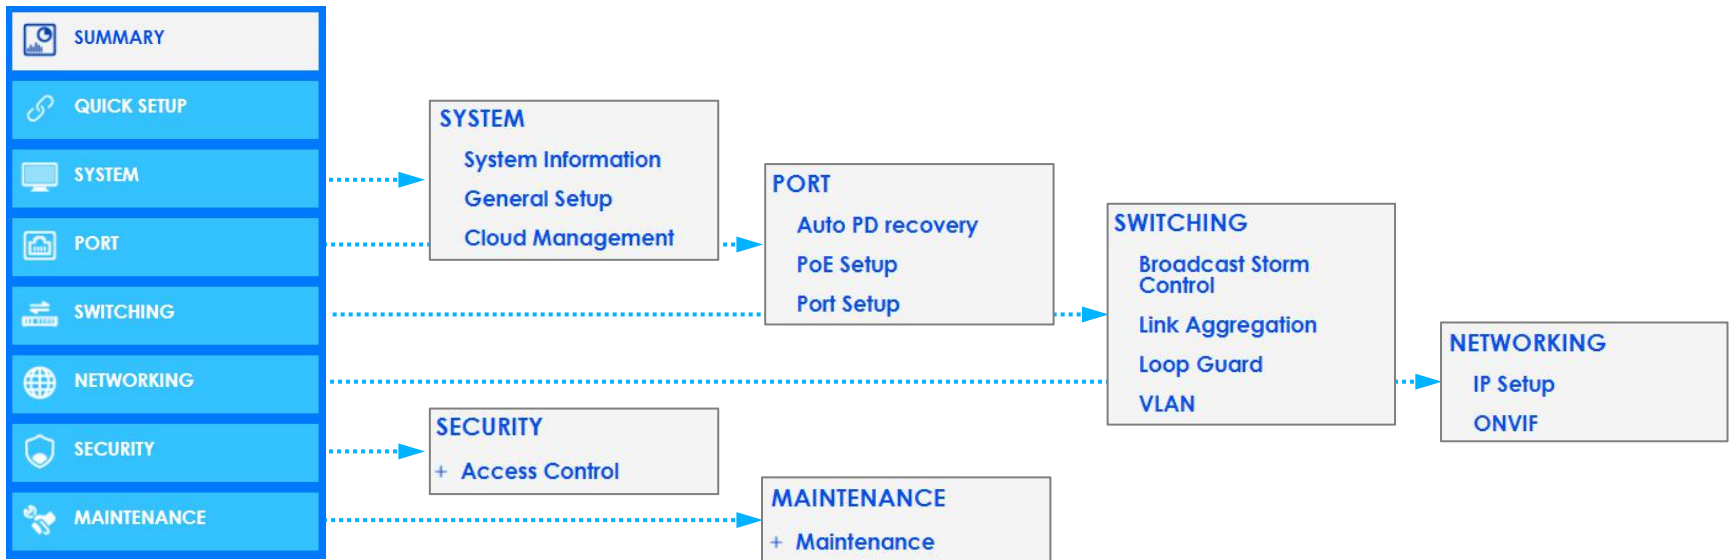 SUMMARY
QUICK SETUP
SYSTEM
PORT
SWITCHING
NETWORKING
SECURITY
MAINTENANCE
SYSTEM
System Information
General Setup
Cloud Management
PORT
Auto PD recovery
PoE Setup
Port Setup
SWITCHING
Broadcast Storm
Control
Link Aggregation
Loop Guard
VLAN
NETWORKING
IP Setup
ONVIF
SECURITY
+ Access Control
MAINTENANCE
+ Maintenance